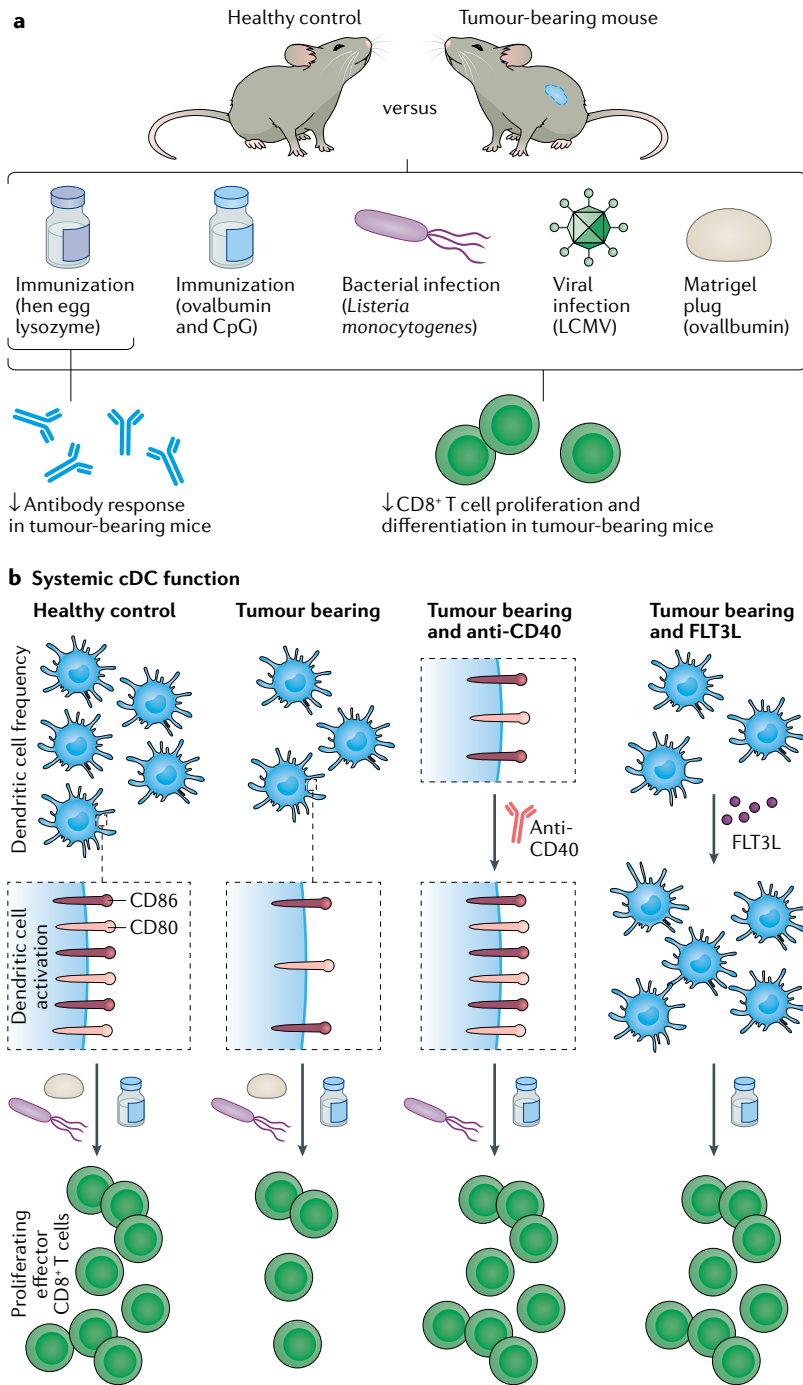 a
Healthy control
Tumour-bearing mouse
versus
Immunization
(hen egg
lysozyme)
Immunization
(ovalbumin
and CpG)
Bacterial infection
(Listeria
monocytogenes)
Viral
infection
(LCMV)
Matrigel
plug
(ovallbumin)
↓ Antibody response
in tumour-bearing mice
↓ CD8⁺ T cell proliferation and
differentiation in tumour-bearing mice
b Systemic cDC function
Healthy control
Tumour bearing
Tumour bearing
and anti-CD40
Tumour bearing
and FLT3L
Dendritic cell frequency
Anti-
CD40
FLT3L
Dendritic cell
activation
CD86
CD80
Proliferating
effector
CD8⁺ T cells